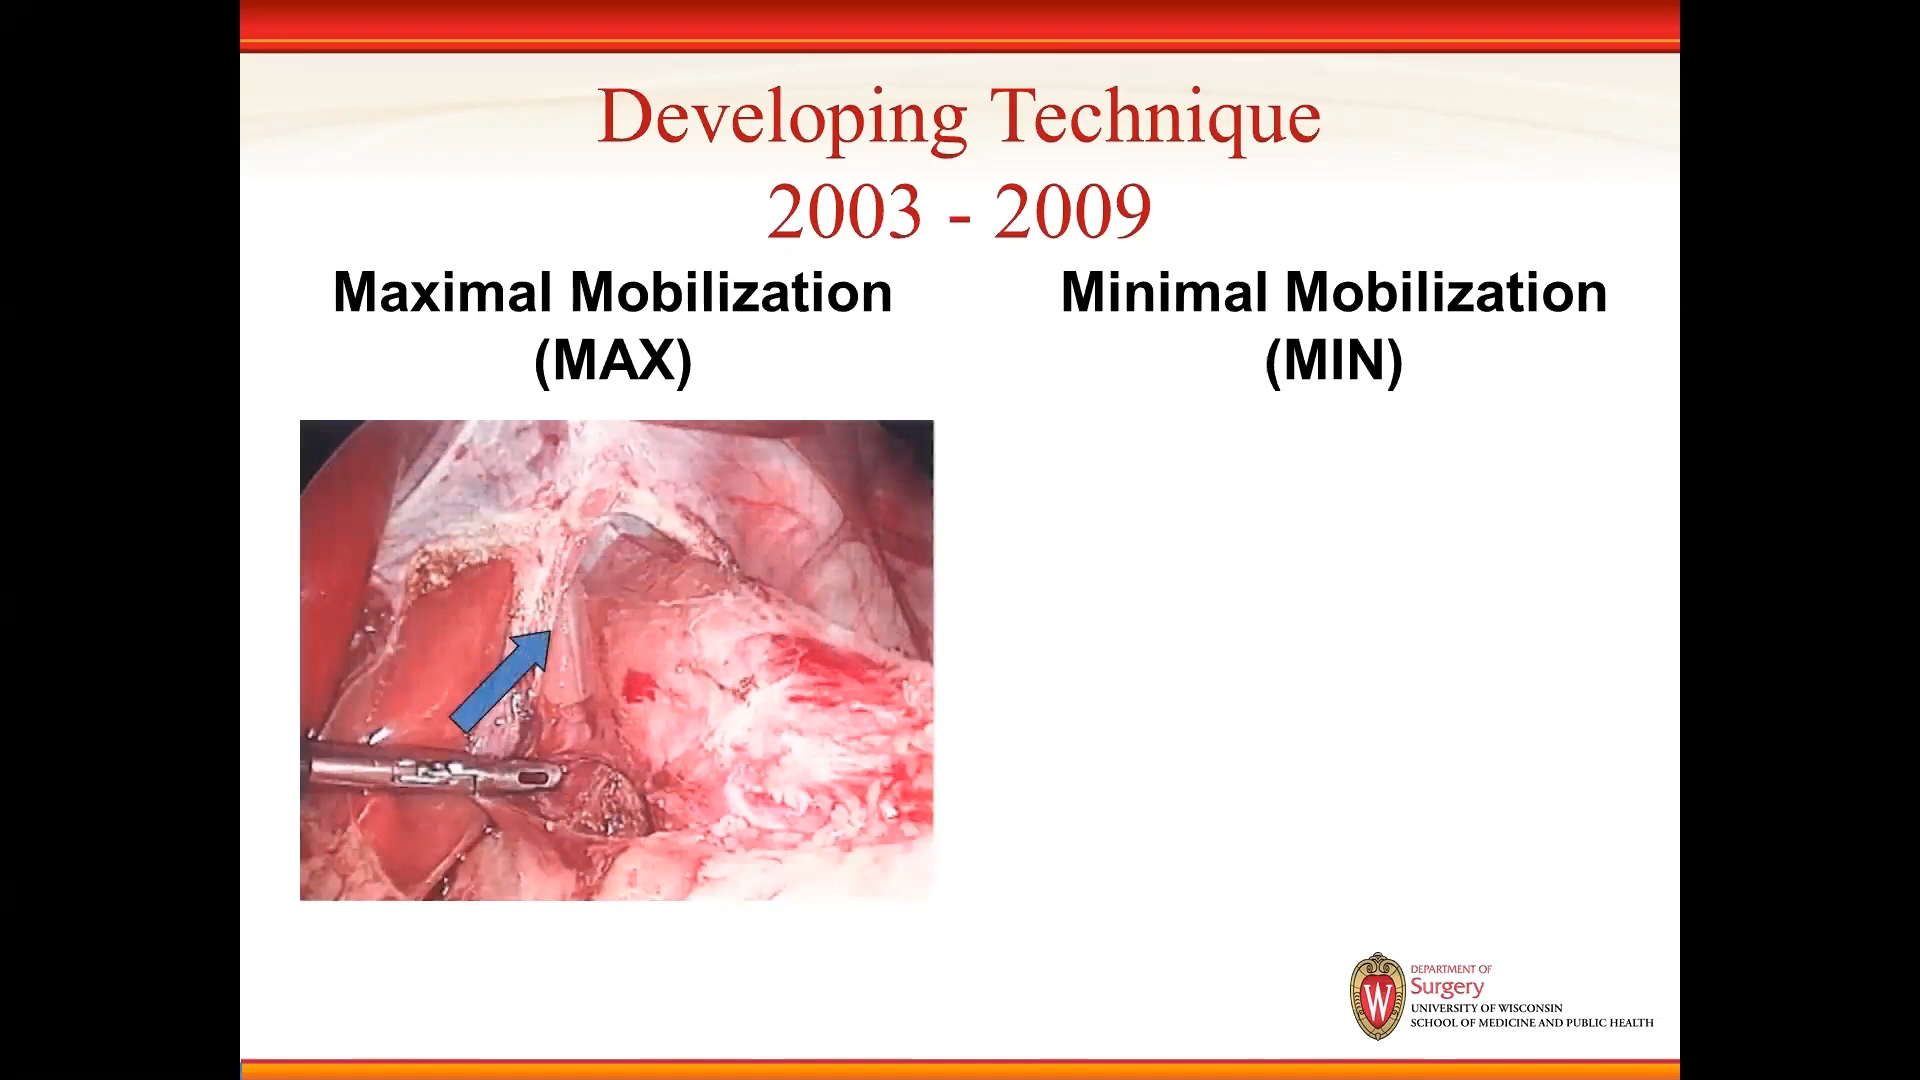 Developing Technique
2003 - 2009
Maximal Mobilization
(MAX)
Minimal Mobilization
(MIN)
W
DEPARTMENT OF
Surgery
UNIVERSITY OF WISCONSIN
SCHOOL OF MEDICINE AND PUBLIC HEALTH